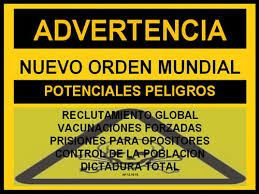 ADVERTENCIA
NUEVO ORDEN MUNDIAL
POTENCIALES PELIGROS
RECLUTAMIENTO GLOBAL
VACUNACIONES FORZADAS
PRISIONES PARA OPOSITORES
CONTROL DE LA POBLACION
DICTADURA TOTAL